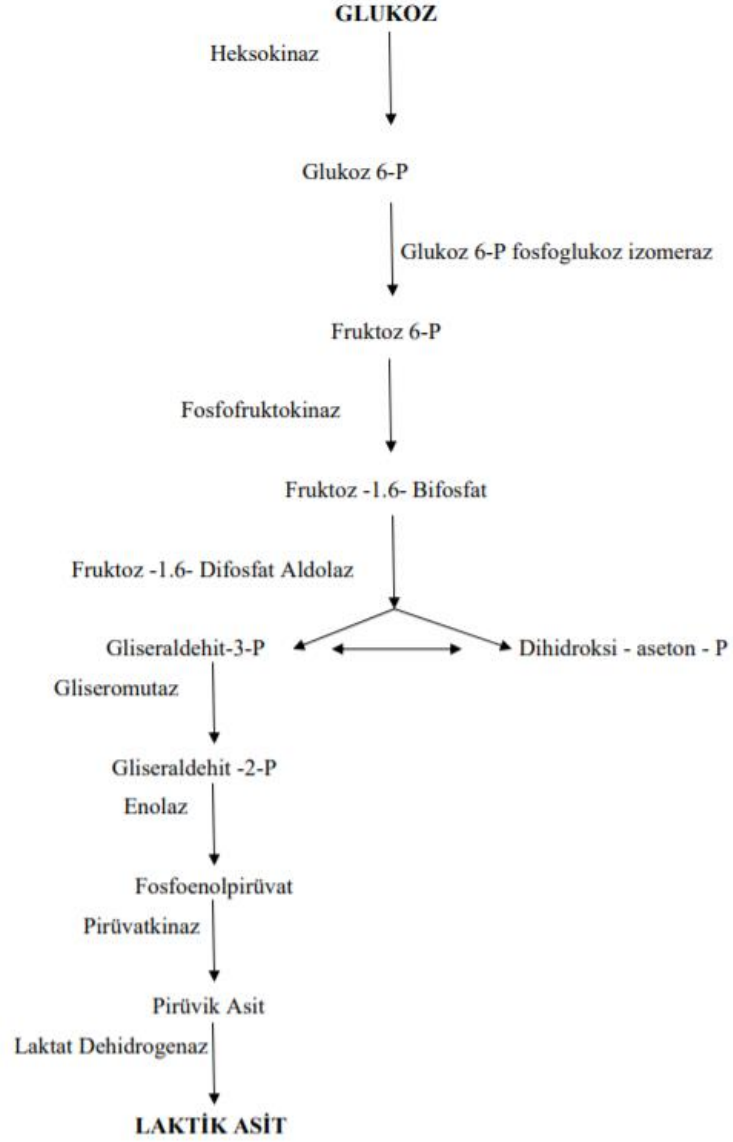 GLUKOZ
Heksokinaz
Glukoz 6-P
Glukoz 6-P fosfoglukoz izomeraz
Fruktoz 6-P
Fosfofruktokinaz
Fruktoz -1.6- Bifosfat
Fruktoz -1.6- Difosfat Aldolaz
Gliseraldehit-3-P
Dihidroksi - aseton - P
Gliseromutaz
Gliseraldehit -2-P
Enolaz
Fosfoenolpirüvat
Pirüvatkinaz
Pirüvik Asit
Laktat Dehidrogenaz
LAKTİK ASİT